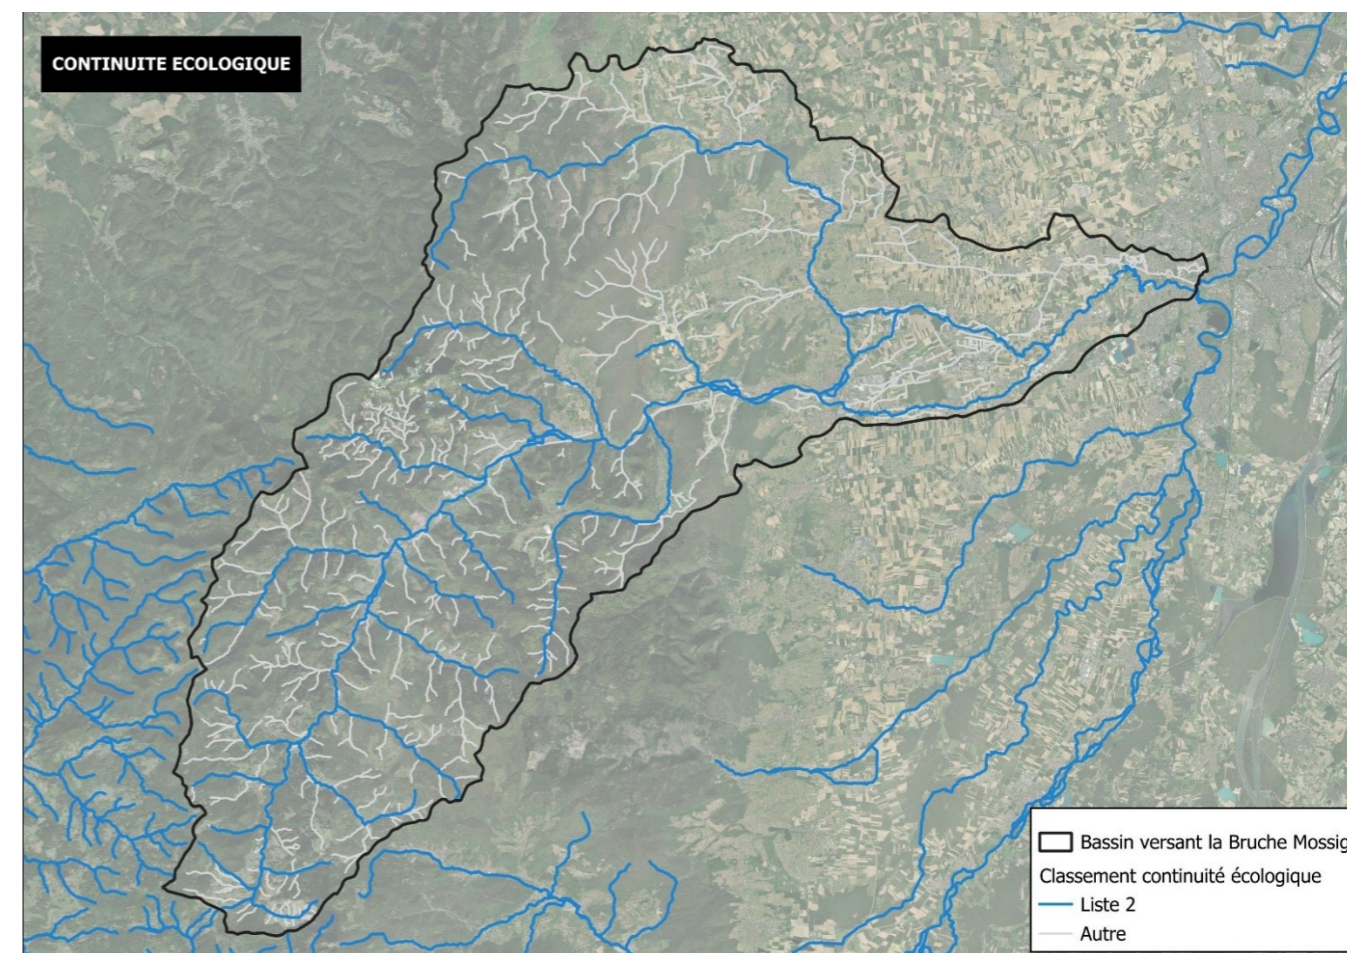 CONTINUITE ECOLOGIQUE
Bassin versant la Bruche Mossig
Classement continuité écologique
Liste 2
Autre